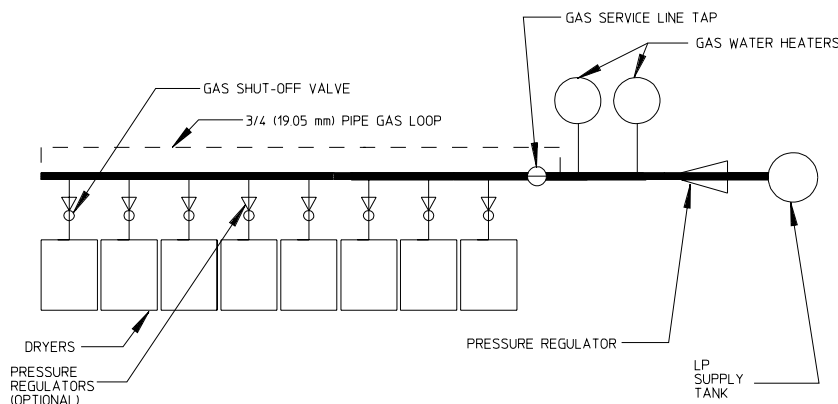 GAS SERVICE LINE TAP
GAS WATER HEATERS
GAS SHUT-OFF VALVE
3/4 (19.05 mm) PIPE GAS LOOP
DRYERS
PRESSURE REGULATOR
PRESSURE
REGULATORS
(OPTIONAL)
LP
SUPPLY
TANK